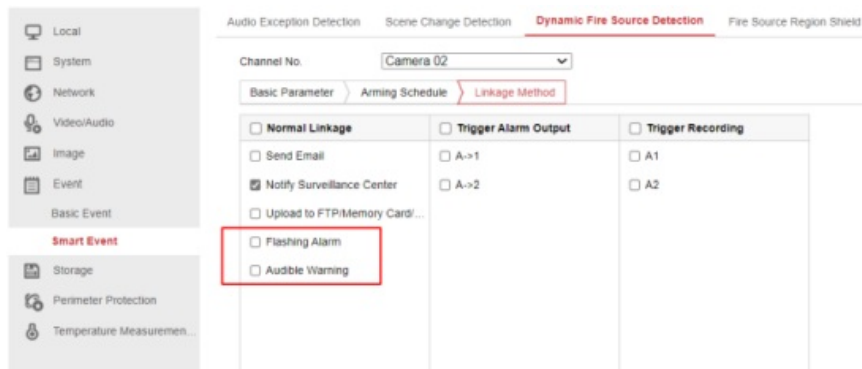 Local
System
Network
Video/Audio
Image
Event
Basic Event
Smart Event
Storage
Perimeter Protection
Temperature Measuremen...
Audio Exception Detection Scene Change Detection Dynamic Fire Source Detection Fire Source Region Shield
Channel No. Camera 02
Basic Parameter Arming Schedule Linkage Method
Normal Linkage Trigger Alarm Output Trigger Recording
Send Email A->1 A1
Notify Surveillance Center A->2 A2
Upload to FTP/Memory Card/...
Flashing Alarm
Audible Warning